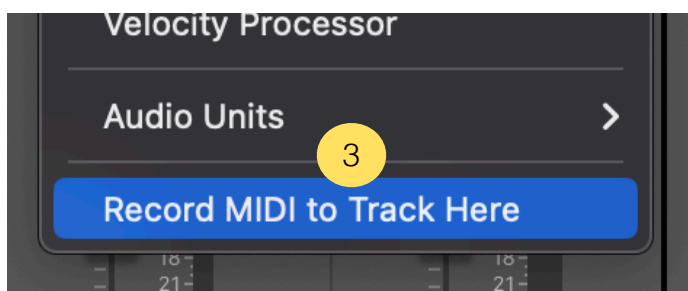 Velocity Processor
Audio Units
3
Record MIDI to Track Here
18 18
21 21